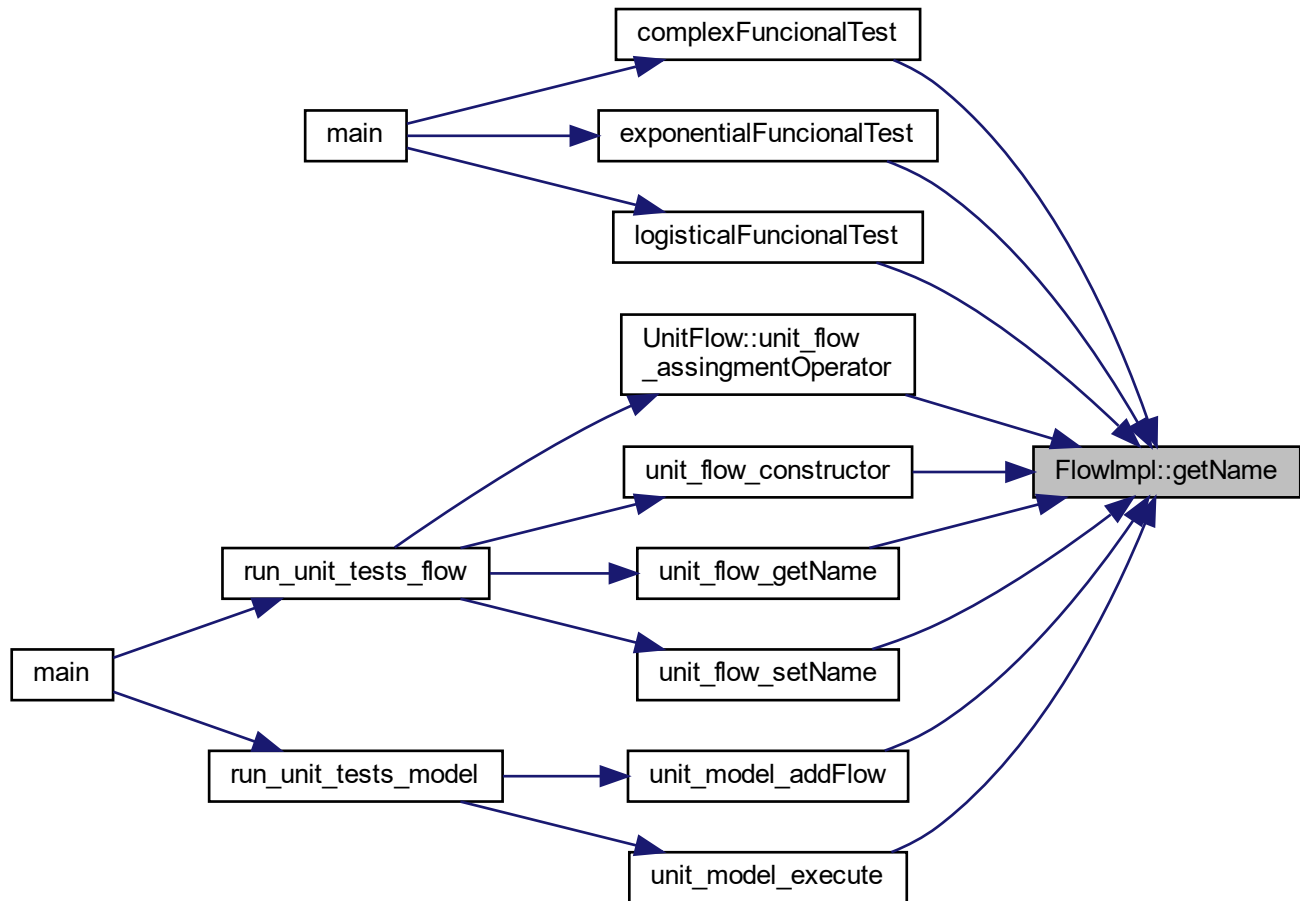 complexFuncionalTest
main
exponentialFuncionalTest
logisticalFuncionalTest
UnitFlow::unit_flow
_assingmentOperator
unit_flow_constructor
FlowImpl::getName
run_unit_tests_flow
unit_flow_getName
main
unit_flow_setName
run_unit_tests_model
unit_model_addFlow
unit_model_execute